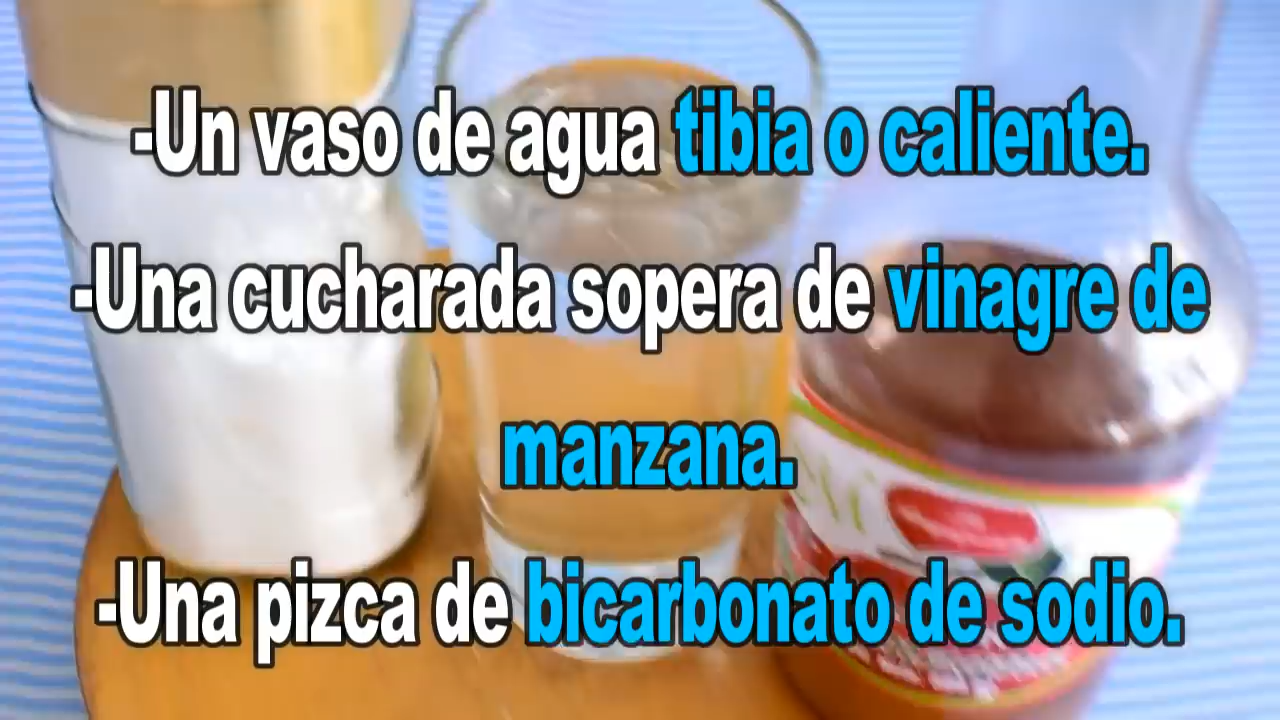 -Un vaso de agua tibia o caliente.
-Una cucharada sopera de vinagre de
manzana.
-Una pizca de bicarbonato de sodio.